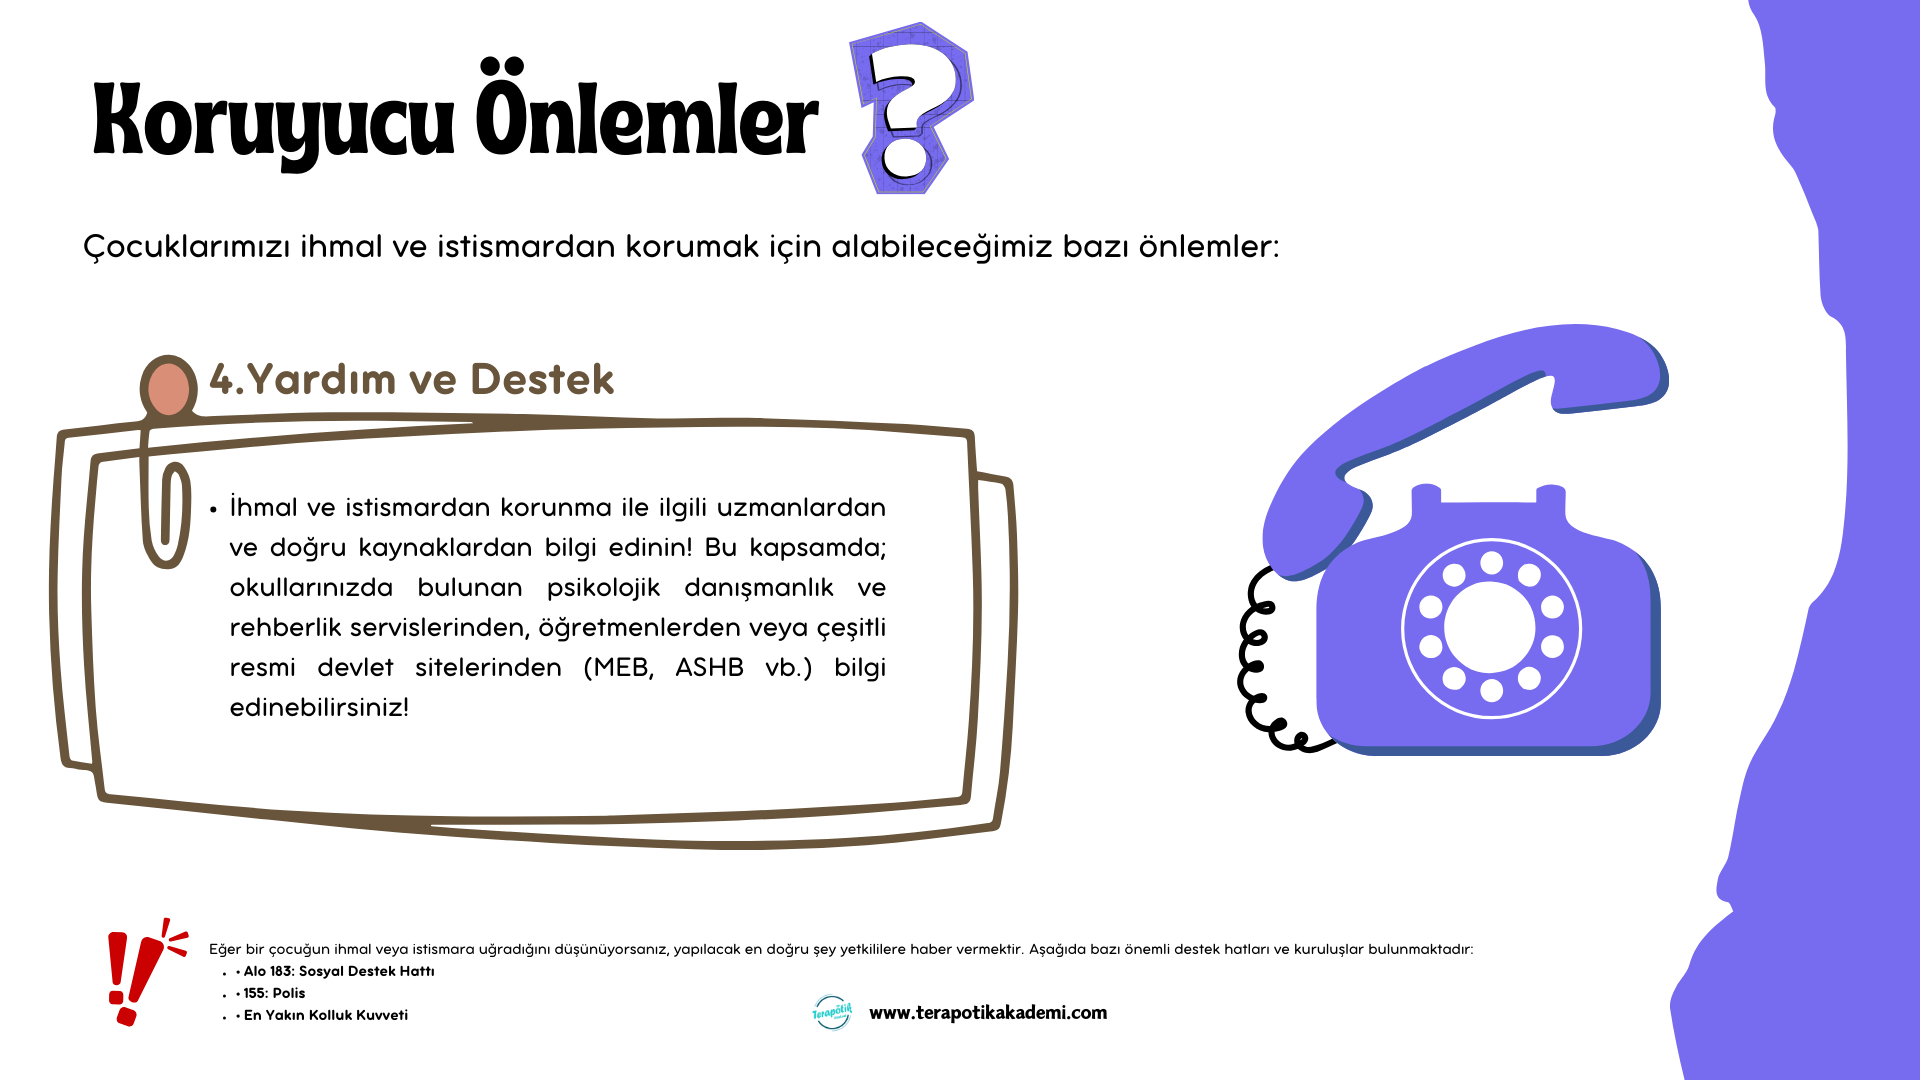 Koruyucu Önlemler ?
Çocuklarımızı ihmal ve istismardan korumak için alabileceğimiz bazı önlemler:
4.Yardım ve Destek
• İhmal ve istismardan korunma ile ilgili uzmanlardan
ve doğru kaynaklardan bilgi edinin! Bu kapsamda;
okullarınızda bulunan psikolojik danışmanlık ve
rehberlik servislerinden, öğretmenlerden veya çeşitli
resmi devlet sitelerinden (MEB, ASHB vb.) bilgi
edinebilirsiniz!
Eğer bir çocuğun ihmal veya istismara uğradığını düşünüyorsanız, yapılacak en doğru şey yetkililere haber vermektir. Aşağıda bazı önemli destek hatları ve kuruluşlar bulunmaktadır:
• • Alo 183: Sosyal Destek Hattı
• • 155: Polis
• • En Yakın Kolluk Kuvveti
Terapötik
www.terapotikakademi.com